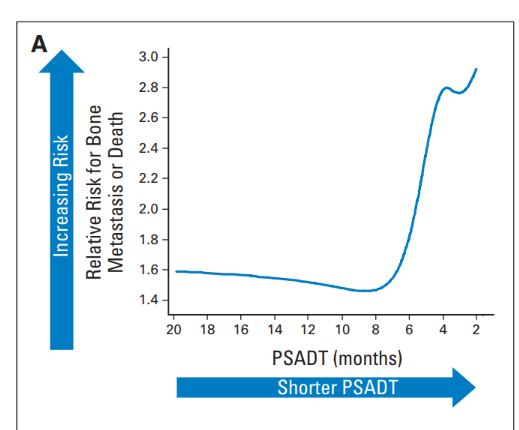 A
Increasing Risk
Relative Risk for Bone
Metastasis or Death
3.0
2.8
2.6
2.4
2.2
2.0
1.8
1.6
1.4
20 18 16 14 12 10 8 6 4 2
PSADT (months)
Shorter PSADT